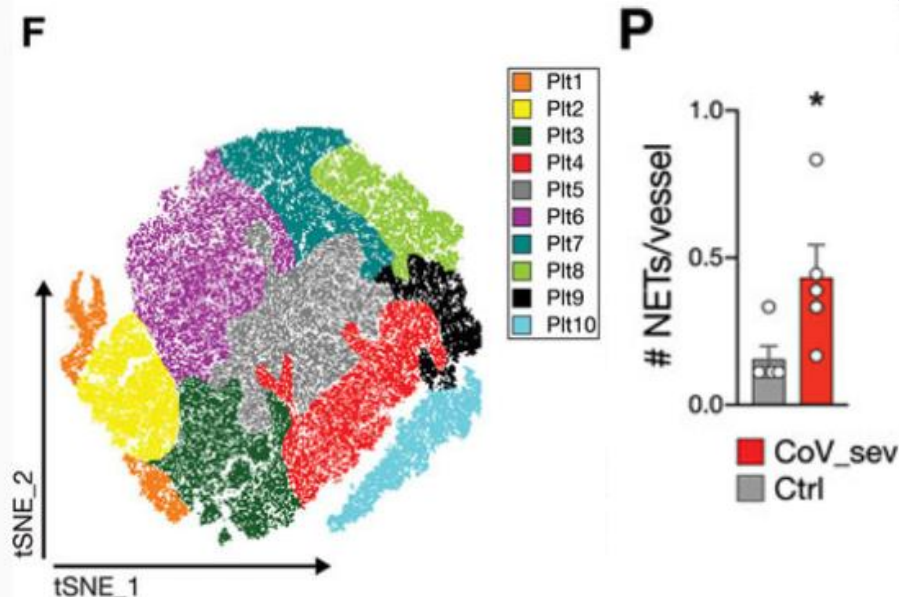 F
Plt1
Plt2
Plt3
Plt4
Plt5
Plt6
Plt7
Plt8
Plt9
Plt10
tSNE_2
tSNE_1
P
*
1.0
0.5
0.0
# NETs/vessel
CoV_sev
Ctrl